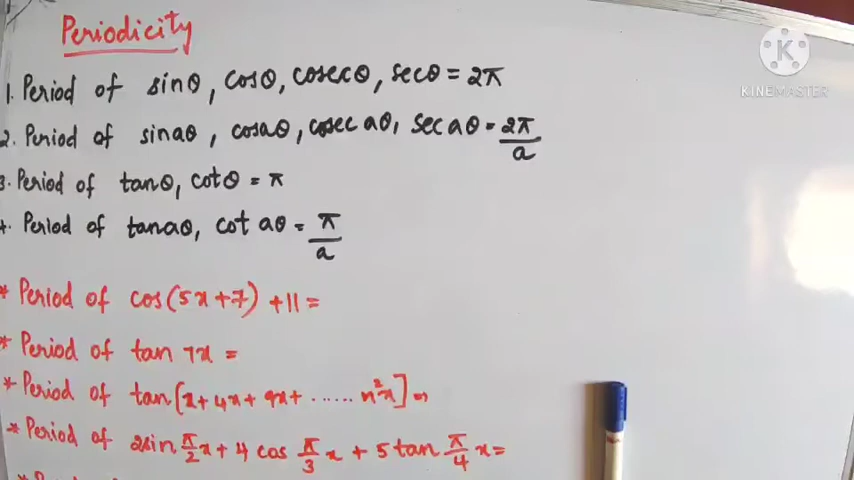 Periodicity
KINEMASTER
1. Period of sinθ, cosθ, cosecθ, secθ = 2π
2. Period of sinaθ, cosaθ, cosec aθ, sec aθ = 2π/a
3. Period of tanθ, cotθ = π
4. Period of tanaθ, cot aθ = π/a
* Period of cos(5x+7) + 11 =
* Period of tan 7x =
* Period of tan[x + 4x + 9x + ...... n²x] =
* Period of 2sin π/2 x + 4 cos π/3 x + 5 tan π/4 x =